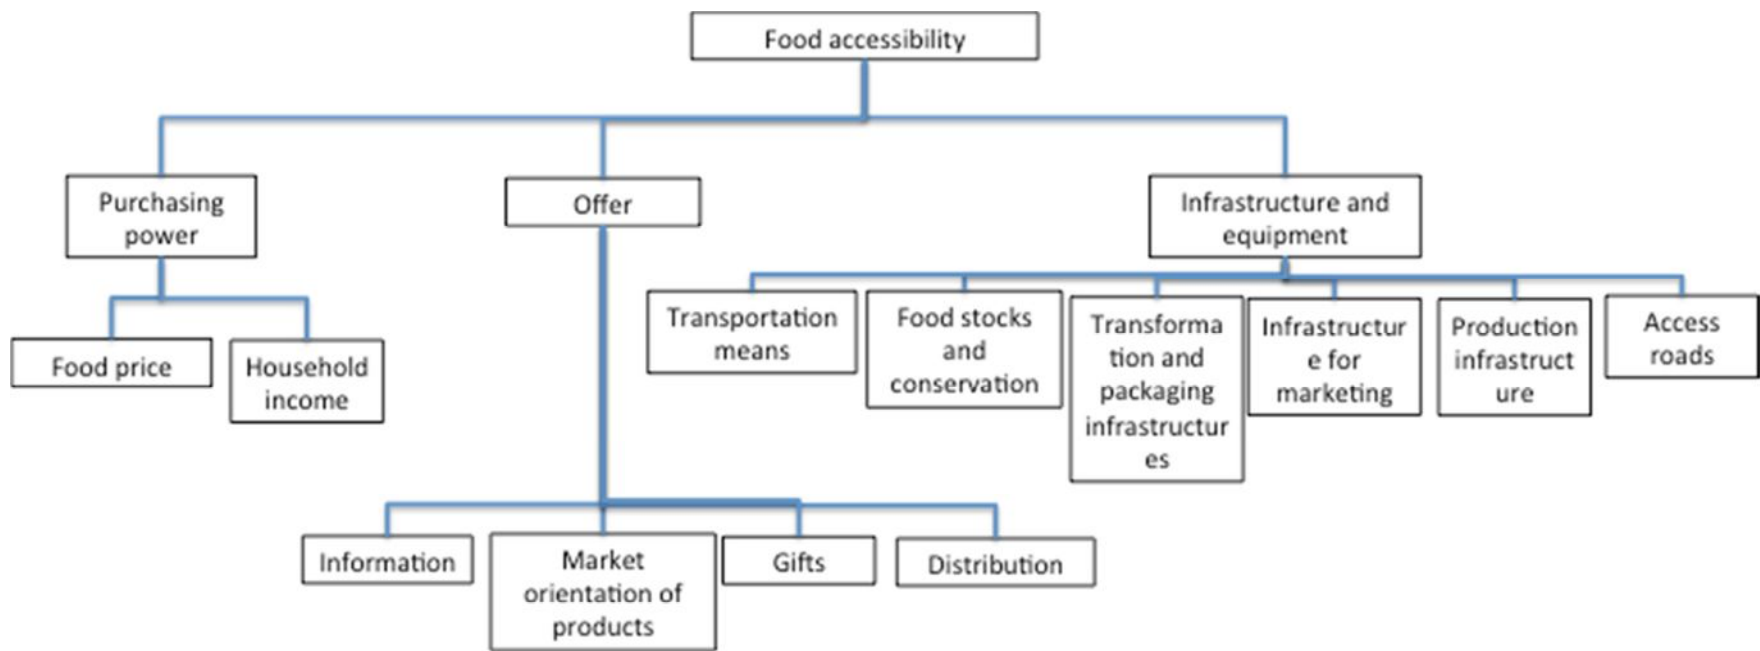 Food accessibility
Purchasing
power
Offer
Infrastructure and
equipment
Food price
Household
income
Transportation
means
Food stocks
and
conservation
Transforma
tion and
packaging
infrastructur
es
Infrastructur
e for
marketing
Production
infrastruct
ure
Access
roads
Information
Market
orientation of
products
Gifts
Distribution